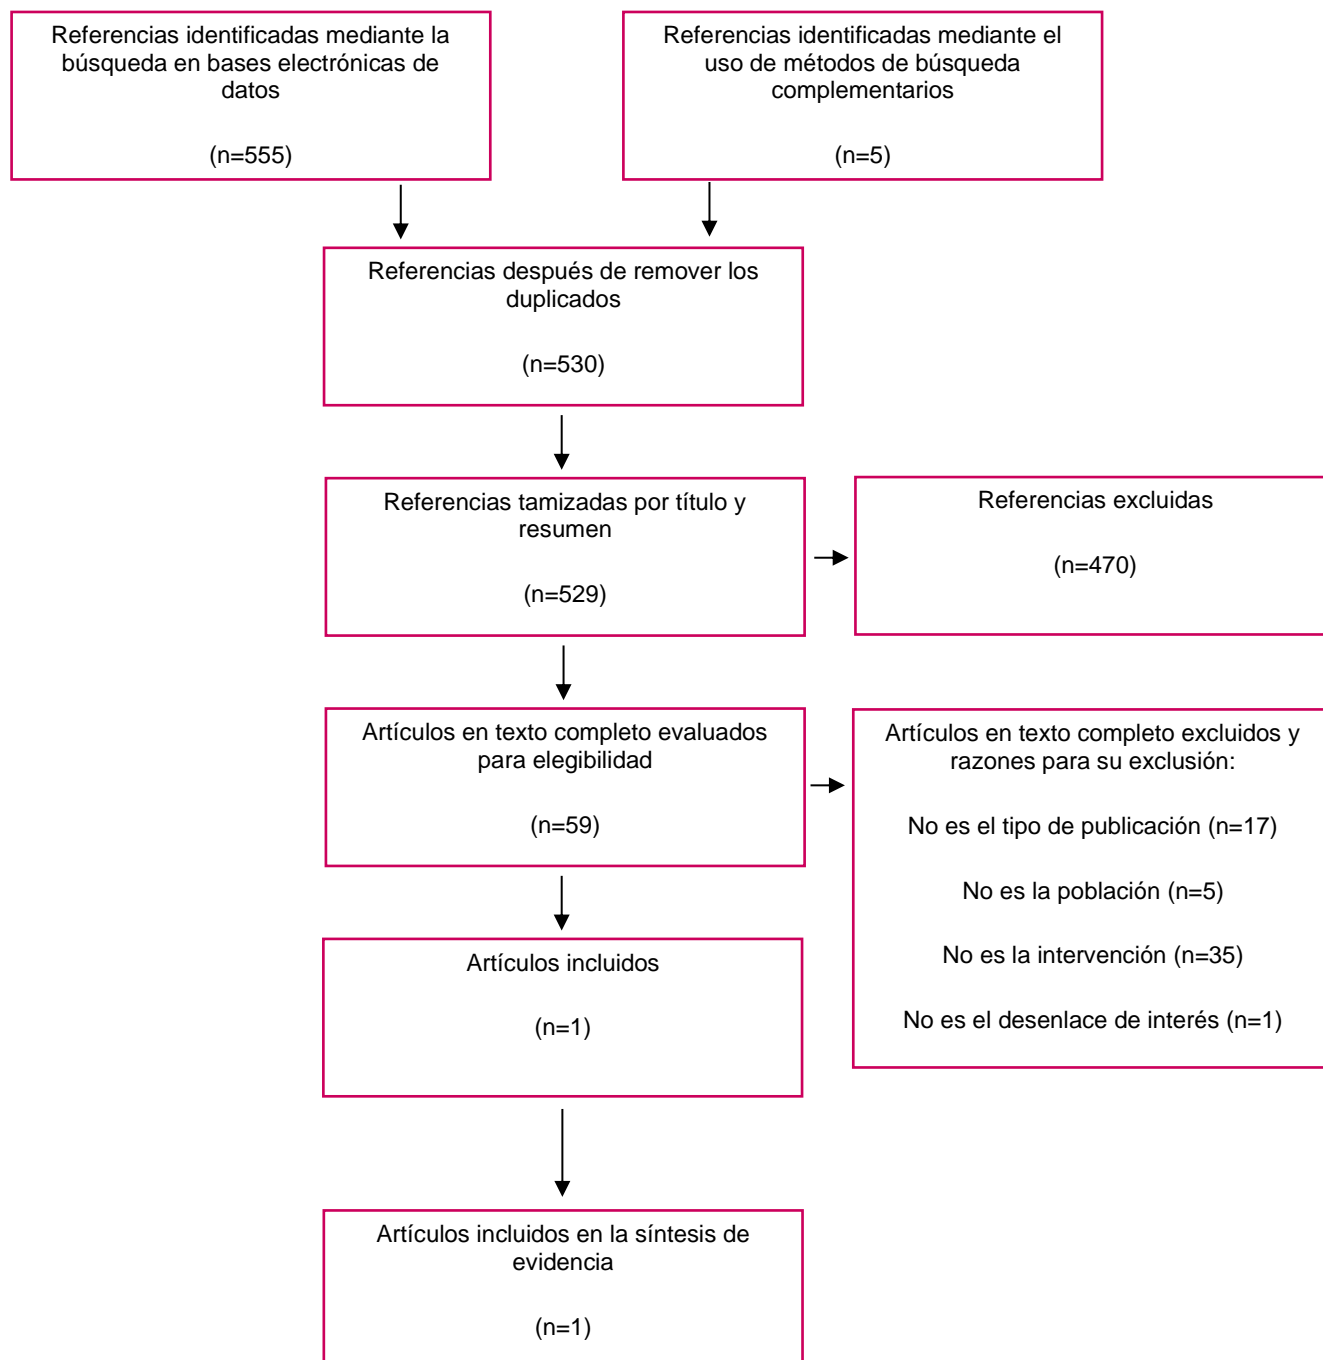 Referencias identificadas mediante la
búsqueda en bases electrónicas de
datos
(n=555)
Referencias identificadas mediante el
uso de métodos de búsqueda
complementarios
(n=5)
Referencias después de remover los
duplicados
(n=530)
Referencias tamizadas por título y
resumen
(n=529)
Referencias excluidas
(n=470)
Artículos en texto completo evaluados
para elegibilidad
(n=59)
Artículos en texto completo excluidos y
razones para su exclusión:
No es el tipo de publicación (n=17)
No es la población (n=5)
No es la intervención (n=35)
No es el desenlace de interés (n=1)
Artículos incluidos
(n=1)
Artículos incluidos en la síntesis de
evidencia
(n=1)